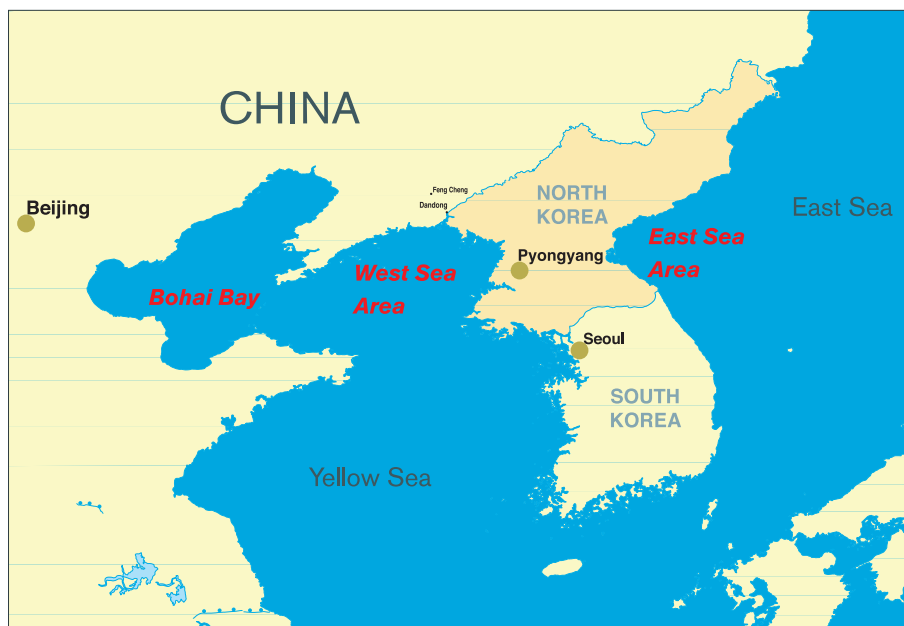 CHINA
Feng Cheng
Dandong
Beijing
NORTH
KOREA
East Sea
East Sea
Area
Pyongyang
West Sea
Area
Bohai Bay
Seoul
SOUTH
KOREA
Yellow Sea